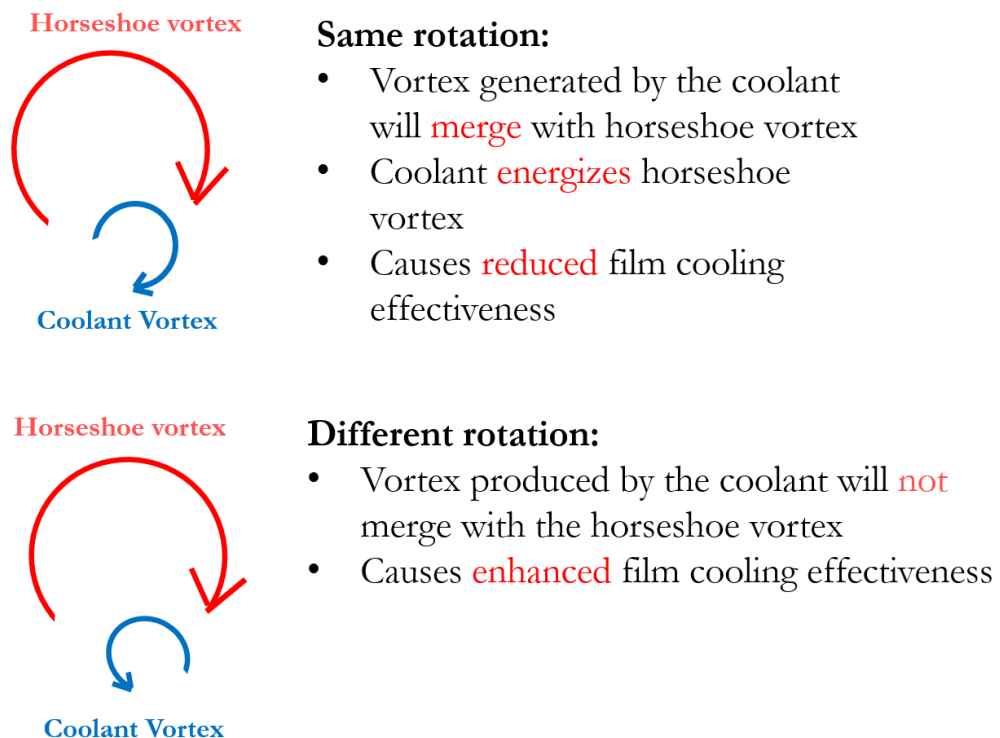 Horseshoe vortex
Same rotation:
• Vortex generated by the coolant
will merge with horseshoe vortex
• Coolant energizes horseshoe
vortex
• Causes reduced film cooling
effectiveness
Coolant Vortex
Horseshoe vortex
Different rotation:
• Vortex produced by the coolant will not
merge with the horseshoe vortex
• Causes enhanced film cooling effectiveness
Coolant Vortex